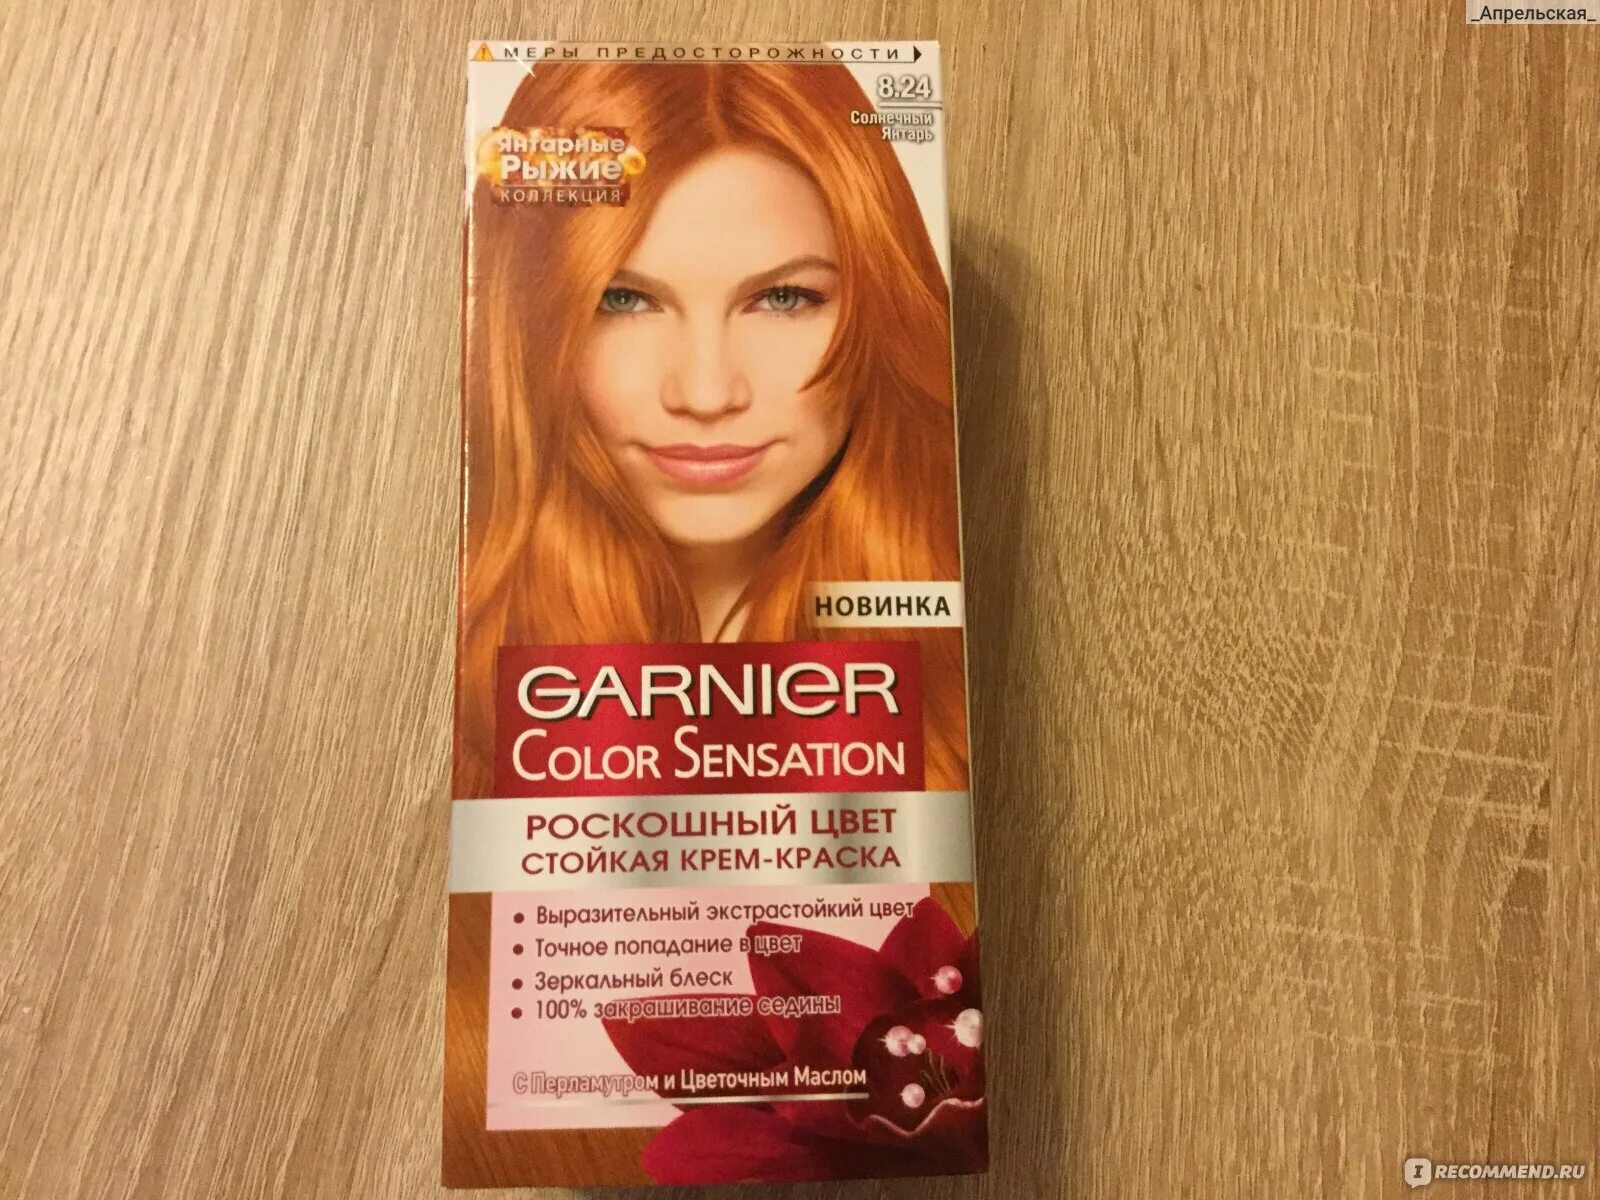 _Апрельская_
МЕРЫ ПРЕДОСТОРОЖНОСТИ
8.24
Солнечный
Янтарь
Янтарные
Рыжие
КОЛЛЕКЦИЯ
НОВИНКА
GARNIER
COLOR SENSATION
РОСКОШНЫЙ ЦВЕТ
СТОЙКАЯ КРЕМ-КРАСКА
• Выразительный экстрастойкий цвет
• Точное попадание в цвет
• Зеркальный блеск
• 100% закрашивание седины
С Перламутром и Цветочным Маслом
IRECOMMEND.RU